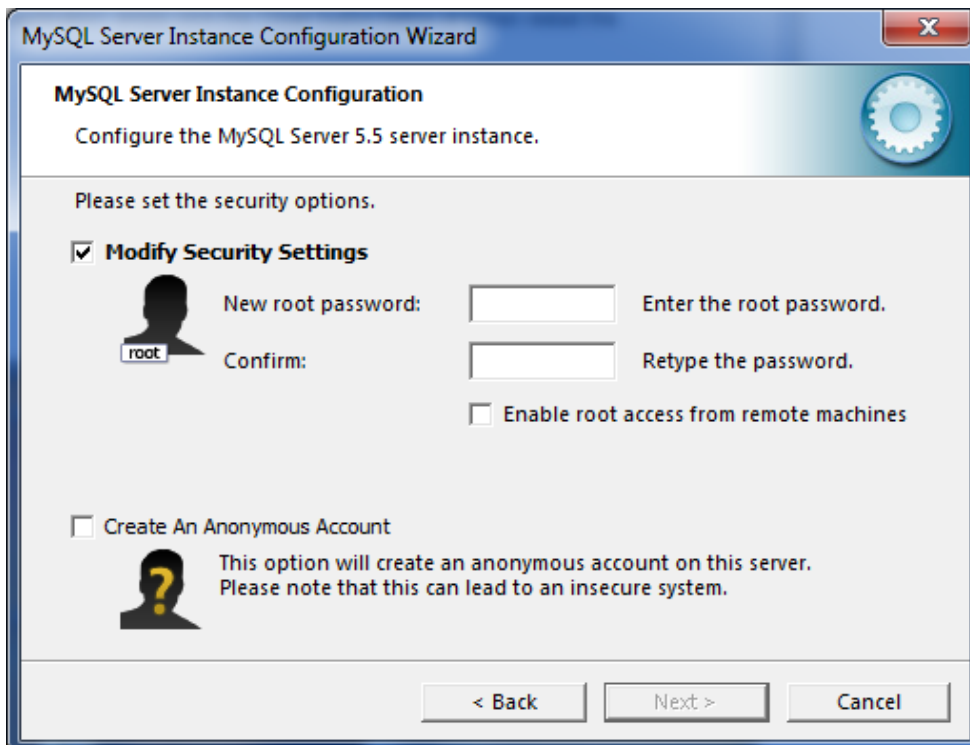 MySQL Server Instance Configuration Wizard
MySQL Server Instance Configuration
Configure the MySQL Server 5.5 server instance.
Please set the security options.
Modify Security Settings
root
New root password:
Enter the root password.
Confirm:
Retype the password.
Enable root access from remote machines
Create An Anonymous Account
This option will create an anonymous account on this server.
Please note that this can lead to an insecure system.
< Back
Next >
Cancel